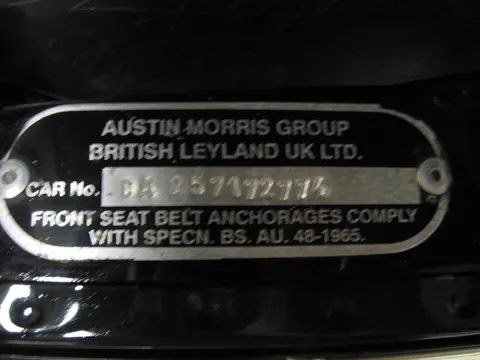 AUSTIN-MORRIS GROUP
BRITISH LEYLAND UK LTD.
CAR No.
FRONT SEAT BELT ANCHORAGES COMPLY
WITH SPECN. BS. AU. 48-1965.